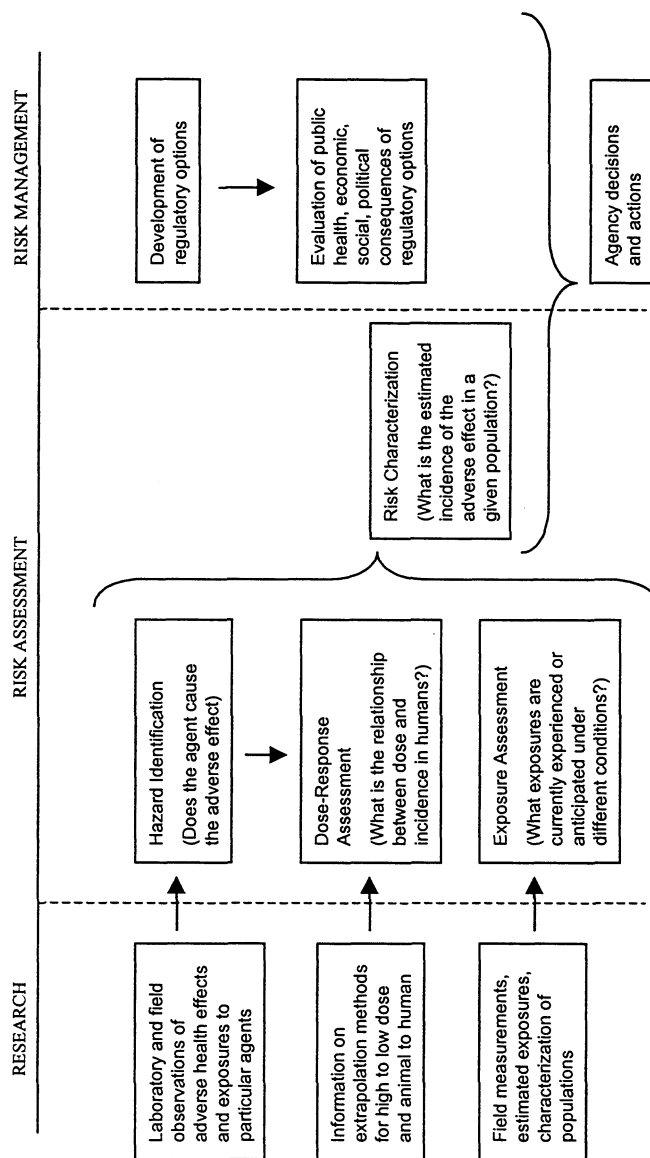 RESEARCH
RISK ASSESSMENT
RISK MANAGEMENT
Laboratory and field
observations of
adverse health effects
and exposures to
particular agents
Information on
extrapolation methods
for high to low dose
and animal to human
Field measurements,
estimated exposures,
characterization of
populations
Hazard Identification
(Does the agent cause
the adverse effect)
Dose-Response
Assessment
(What is the relationship
between dose and
incidence in humans?)
Exposure Assessment
(What exposures are
currently experienced or
anticipated under
different conditions?)
Risk Characterization
(What is the estimated
incidence of the
adverse effect in a
given population?)
Development of
regulatory options
Evaluation of public
health, economic,
social, political
consequences of
regulatory options
Agency decisions
and actions